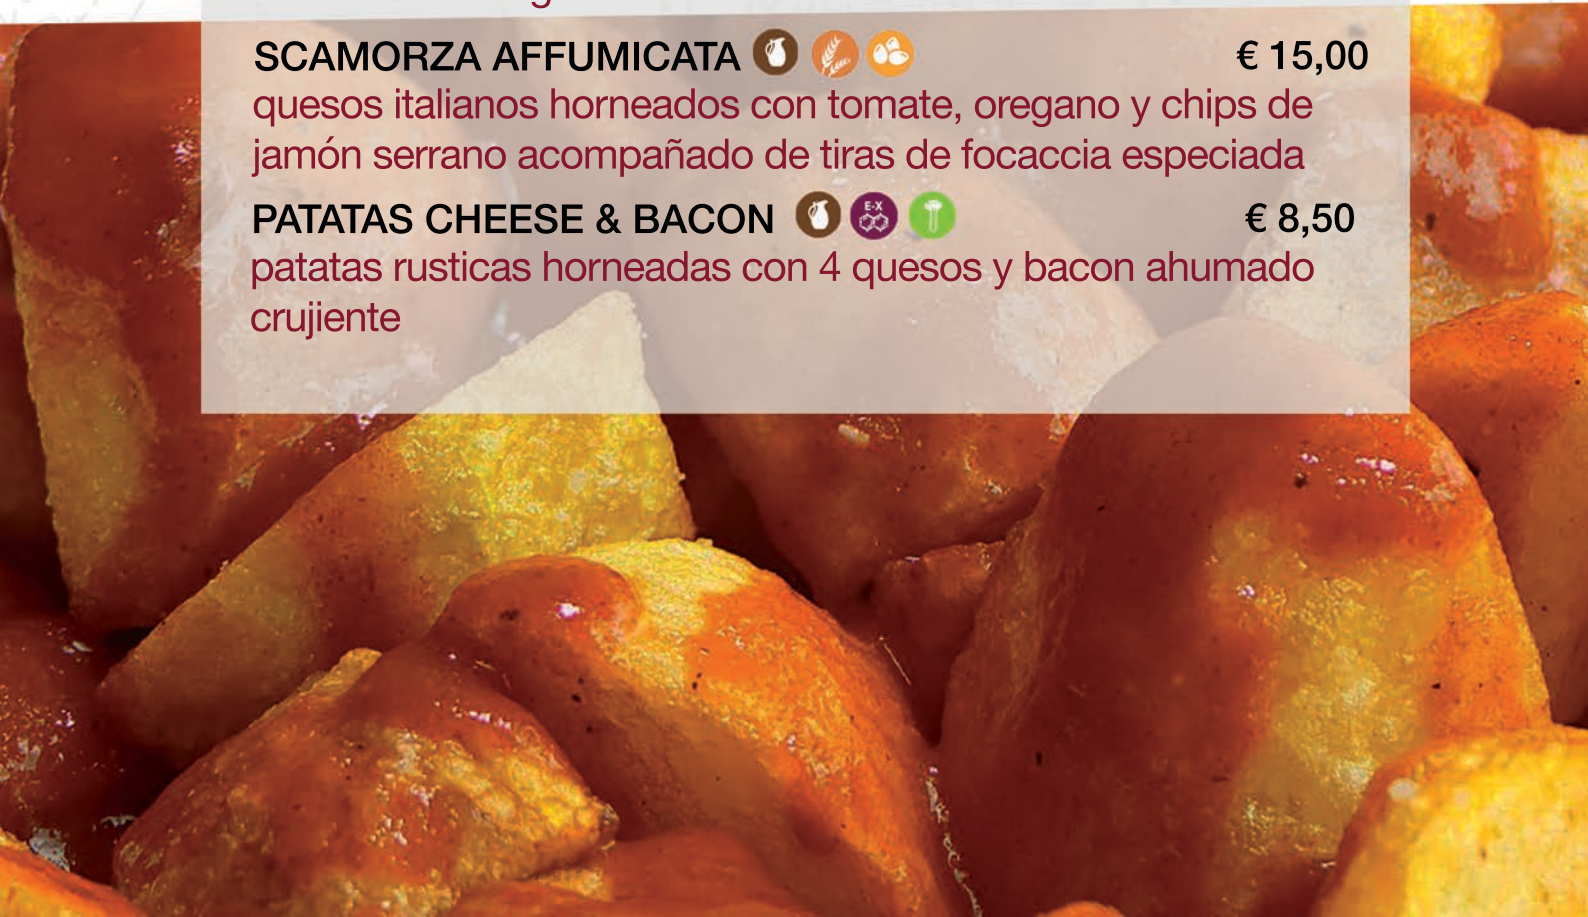 SCAMORZA AFFUMICATA € 15,00
quesos italianos horneados con tomate, oregano y chips de
jamón serrano acompañado de tiras de focaccia especiada
PATATAS CHEESE & BACON E-X € 8,50
patatas rusticas horneadas con 4 quesos y bacon ahumado
crujiente